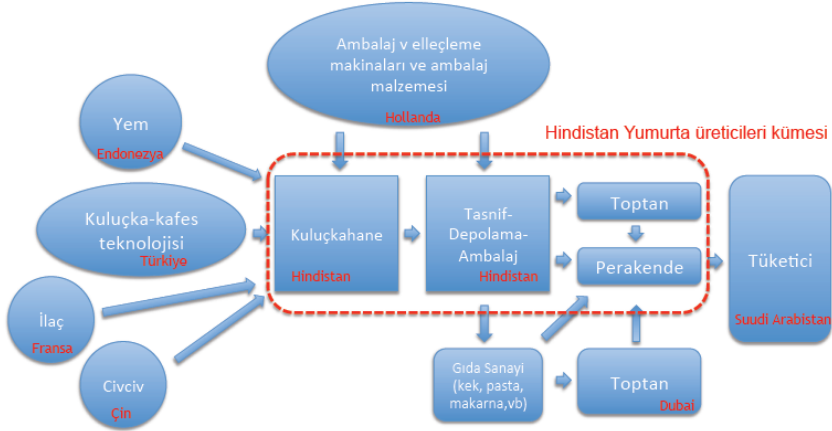 Ambalaj v elleçleme
makinaları ve ambalaj
malzemesi
Hollanda
Hindistan Yumurta üreticileri kümesi
Yem
Endonezya
Kuluçka-kafes
teknolojisi
Türkiye
İlaç
Fransa
Civciv
Çin
Kuluçkahane
Hindistan
Tasnif-
Depolama-
Ambalaj
Hindistan
Toptan
Perakende
Tüketici
Suudi Arabistan
Gıda Sanayi
(kek, pasta,
makarna,vb)
Toptan
Dubai